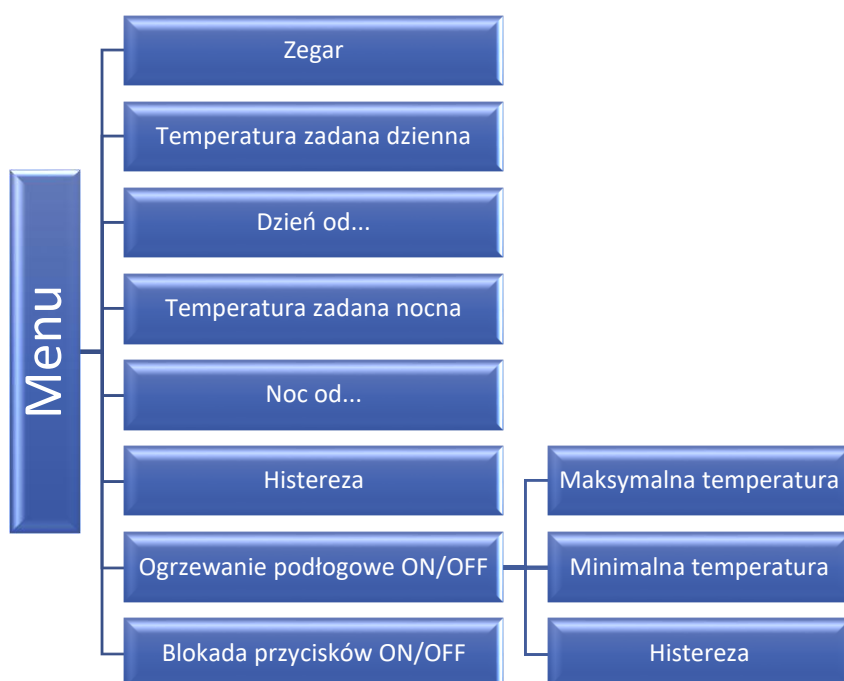 Menu
Zegar
Temperatura zadana dzienna
Dzień od...
Temperatura zadana nocna
Noc od...
Histereza
Ogrzewanie podłogowe ON/OFF
Maksymalna temperatura
Minimalna temperatura
Histereza
Blokada przycisków ON/OFF